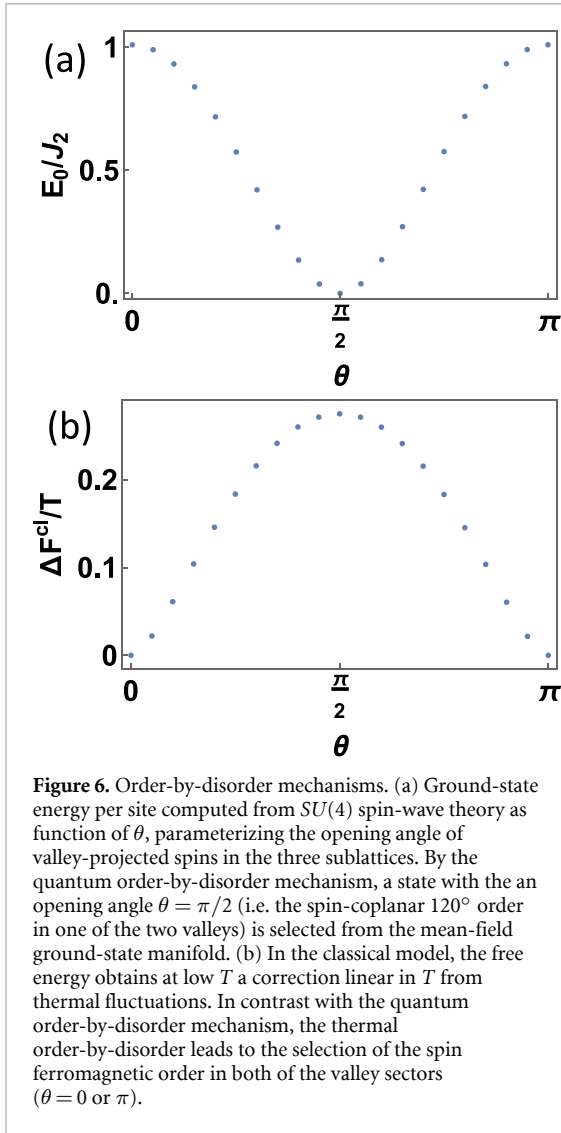 (a)
1
0.5
0.
E₀/J₂
0
π/2
π
θ
(b)
0.2
0.1
0
ΔF^cl/T
0
π/2
π
θ
Figure 6. Order-by-disorder mechanisms. (a) Ground-state
energy per site computed from SU(4) spin-wave theory as
function of θ, parameterizing the opening angle of
valley-projected spins in the three sublattices. By the
quantum order-by-disorder mechanism, a state with the an
opening angle θ = π/2 (i.e. the spin-coplanar 120° order
in one of the two valleys) is selected from the mean-field
ground-state manifold. (b) In the classical model, the free
energy obtains at low T a correction linear in T from
thermal fluctuations. In contrast with the quantum
order-by-disorder mechanism, the thermal
order-by-disorder leads to the selection of the spin
ferromagnetic order in both of the valley sectors
(θ = 0 or π).